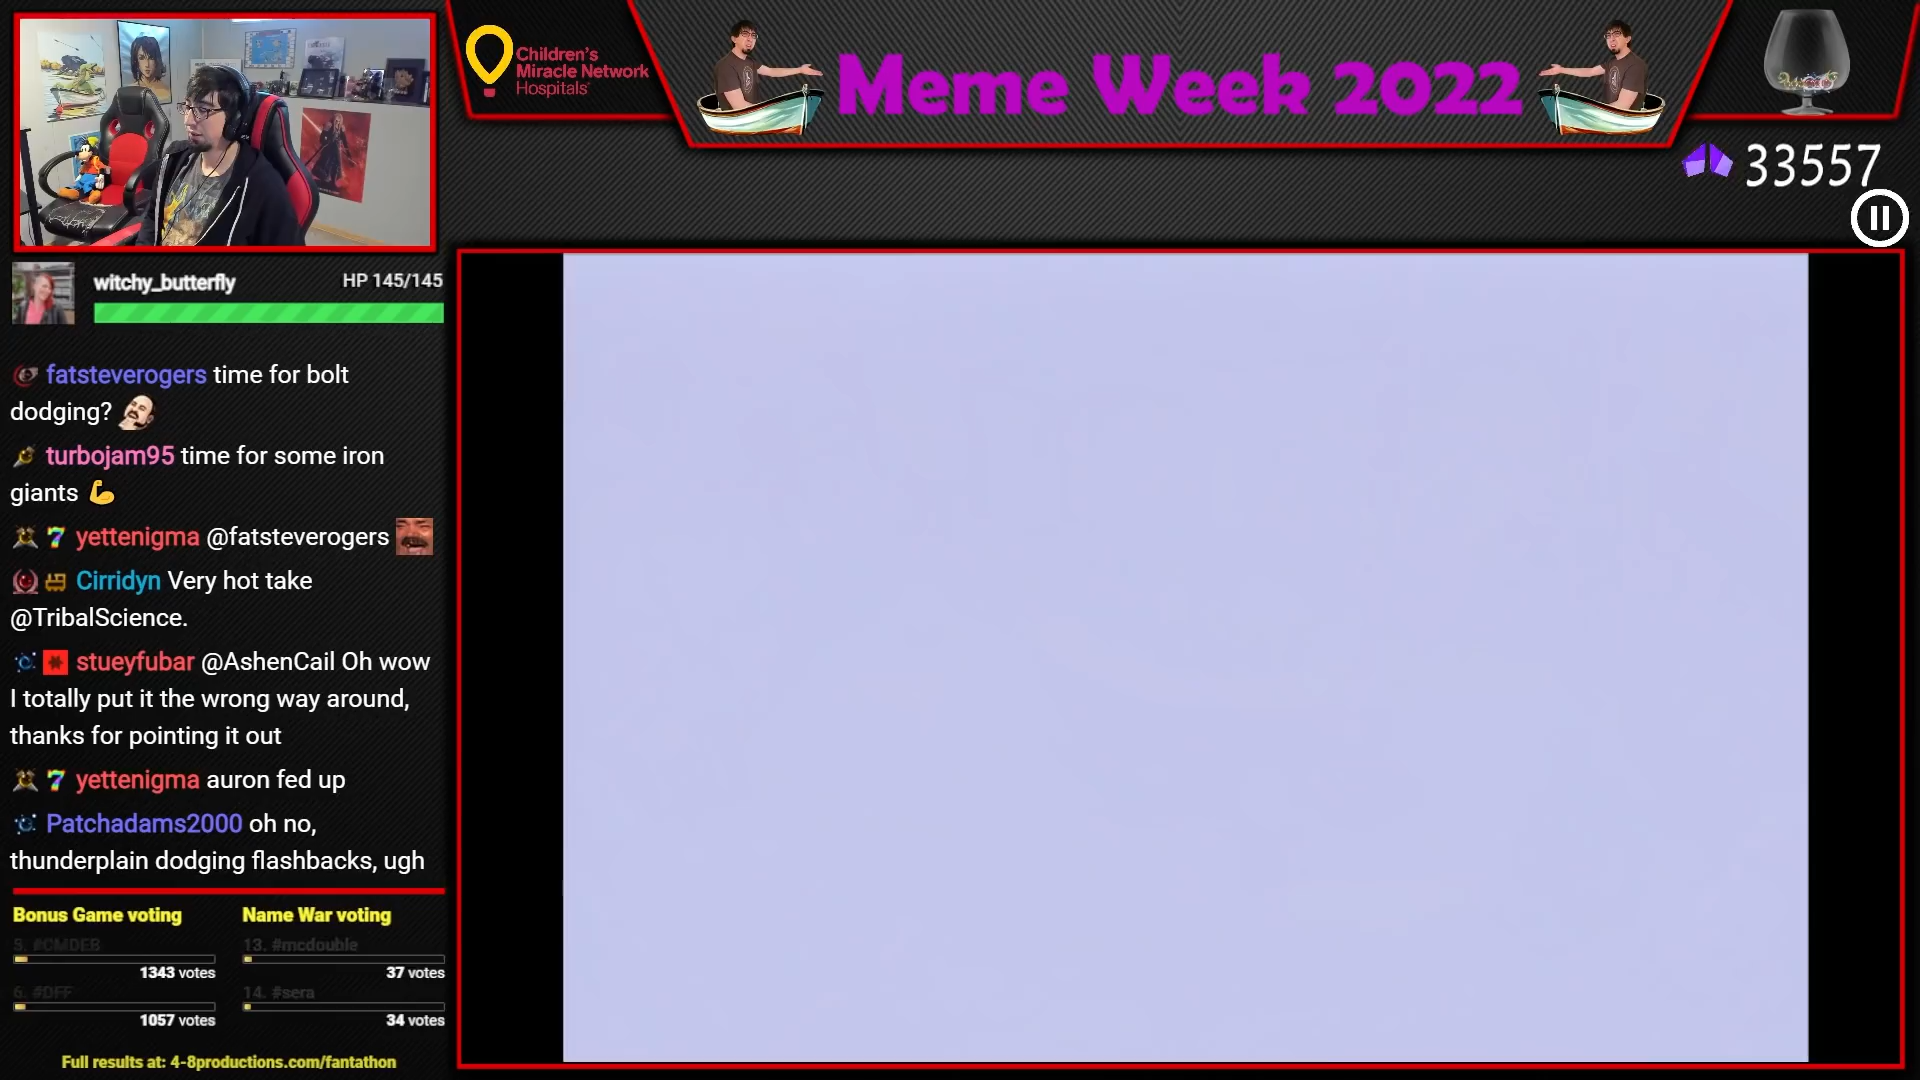 Children's
Miracle Network
Hospitals
Meme Week 2022
33557
witchy_butterfly HP 145/145
fatsteverogers time for bolt
dodging?
turbojam95 time for some iron
giants
yettenigma @fatsteverogers
Cirridyn Very hot take
@TribalScience.
stueyfubar @AshenCail Oh wow
I totally put it the wrong way around,
thanks for pointing it out
yettenigma auron fed up
Patchadams2000 oh no,
thunderplain dodging flashbacks, ugh
Bonus Game voting
5. #CMDEB
1343 votes
6. #DFF
1057 votes
Name War voting
13. #mcdouble
37 votes
14. #sera
34 votes
Full results at: 4-8productions.com/fantathon